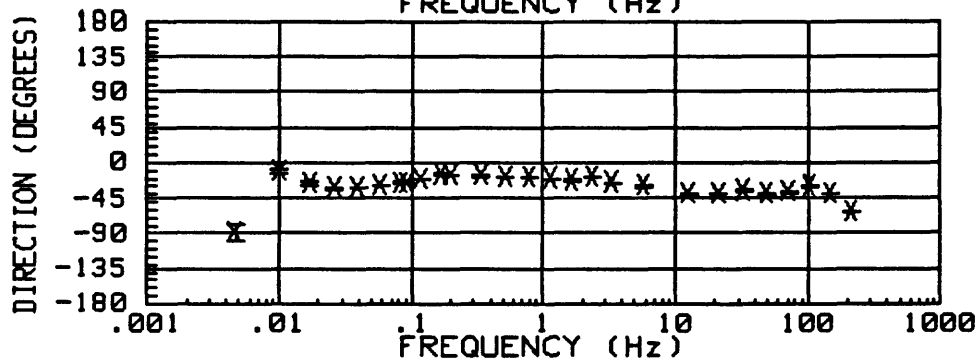 FREQUENCY (Hz)
DIRECTION (DEGREES)
180
135
90
45
0
-45
-90
-135
-180
.001 .01 .1 1 10 100 1000
FREQUENCY (Hz)